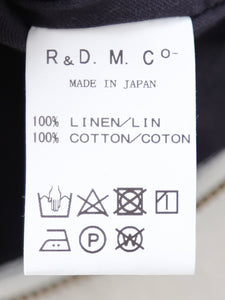 R & D. M. Co-
MADE IN JAPAN
100% LINEN/LIN
100% COTTON/COTON
P W